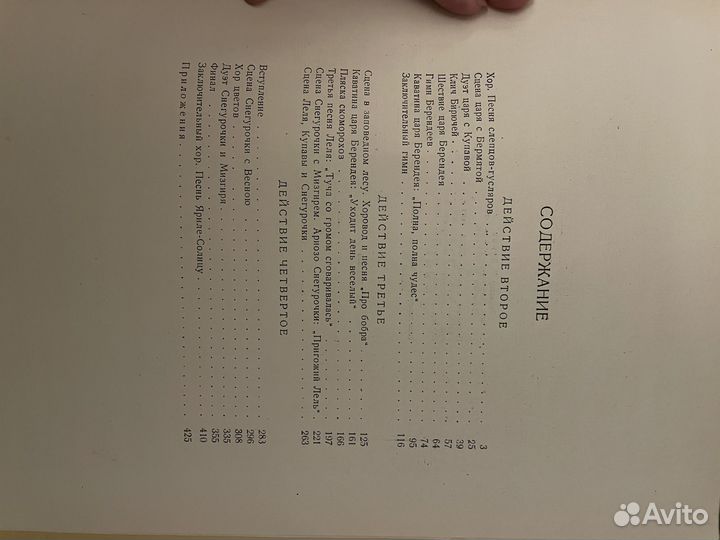 СОДЕРЖАНИЕ
ДЕЙСТВИЕ ВТОРОЕ
Хор. Песня слепцов-гусляров . . . . . . . . . . 3
Сцена царя с Бермятой . . . . . . . . . . 25
Дуэт царя с Купавой . . . . . . . . . . 39
Клич Бирючей . . . . . . . . . . 57
Шествие царя Берендея . . . . . . . . . . 64
Гимн Берендеев . . . . . . . . . . 74
Каватина царя Берендея: „Полна, полна чудес“ . . . . . . . . . . 95
Заключительный гимн . . . . . . . . . . 116
ДЕЙСТВИЕ ТРЕТЬЕ
Сцена в заповедном лесу. Хоровод и песня „Про бобра“ . . . . . 125
Каватина царя Берендея: „Уходит день веселый“ . . . . . . . . 161
Пляска скоморохов . . . . . . . . . . 166
Третья песня Леля: „Туча со громом сговаривалась“ . . . . . . . 197
Сцена Снегурочки с Мизгирем. Ариозо Снегурочки: „Пригожий Лель“ . 221
Сцена Леля, Купавы и Снегурочки . . . . . . . . . . 263
ДЕЙСТВИЕ ЧЕТВЕРТОЕ
Вступление . . . . . . . . . . 283
Сцена Снегурочки с Весною . . . . . . . . . . 296
Хор цветов . . . . . . . . . . 308
Дуэт Снегурочки и Мизгиря . . . . . . . . . . 335
Финал . . . . . . . . . . 355
Заключительный хор. Песнь Яриле-Солнцу . . . . . . . . . . 410
Приложения . . . . . . . . . . 425
Avito